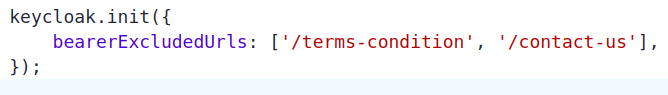 keycloak.init({
    bearerExcludedUrls: ['/terms-condition', '/contact-us'],
});